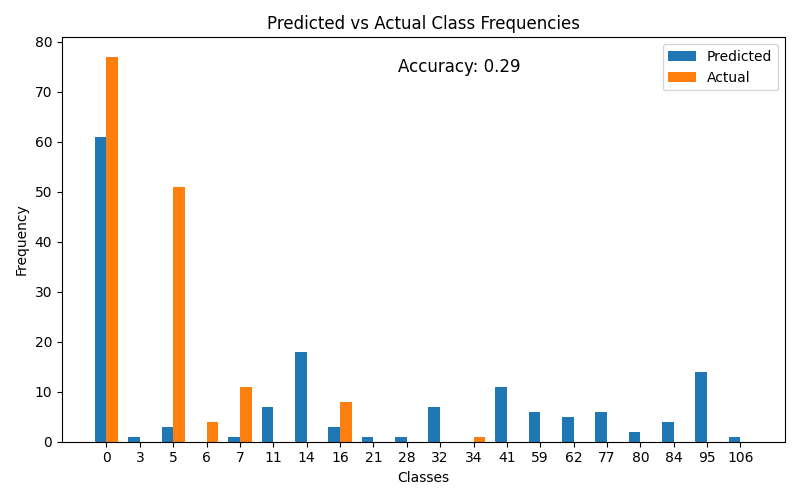 Predicted vs Actual Class Frequencies
Accuracy: 0.29
Predicted
Actual
Frequency
80
70
60
50
40
30
20
10
0
0 3 5 6 7 11 14 16 21 28 32 34 41 59 62 77 80 84 95 106
Classes